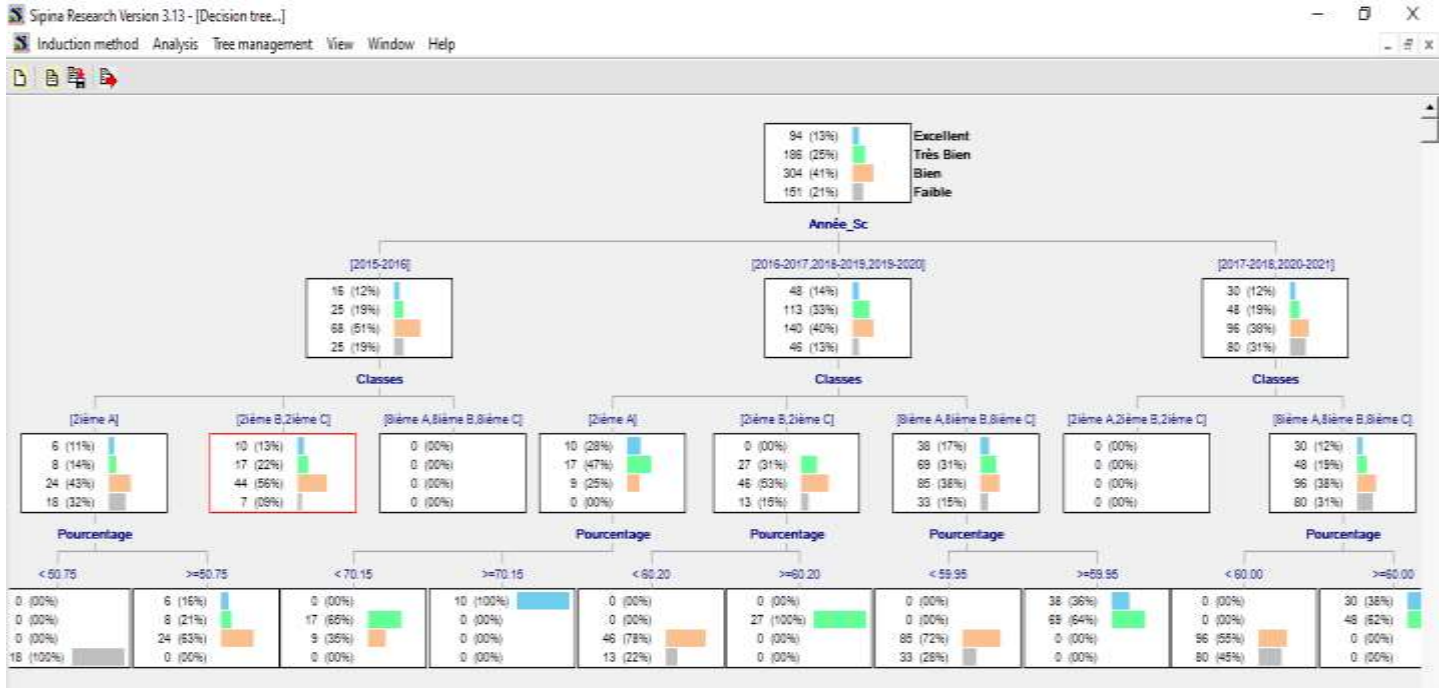 Sipina Research Version 3.13 - [Decision tree...]
Induction method Analysis Tree management View Window Help
94 (13%) Excellent
186 (25%) Très Bien
304 (41%) Bien
151 (21%) Faible
Année_Sc
[2015-2016] [2016-2017,2018-2019,2019-2020] [2017-2018,2020-2021]
16 (12%) 48 (14%) 30 (12%)
25 (19%) 113 (33%) 48 (19%)
68 (51%) 140 (40%) 96 (38%)
25 (19%) 46 (13%) 80 (31%)
Classes Classes Classes
[2ième A] [2ième B,2ième C] [8ième A,8ième B,8ième C] [2ième A] [2ième B,2ième C] [8ième A,8ième B,8ième C] [2ième A,2ième B,2ième C] [8ième A,8ième B,8ième C]
6 (11%) 10 (13%) 0 (00%) 10 (28%) 0 (00%) 38 (17%) 0 (00%) 30 (12%)
8 (14%) 17 (22%) 0 (00%) 17 (47%) 27 (31%) 69 (31%) 0 (00%) 48 (19%)
24 (43%) 44 (56%) 0 (00%) 9 (25%) 46 (53%) 85 (38%) 0 (00%) 96 (38%)
18 (32%) 7 (09%) 0 (00%) 0 (00%) 13 (15%) 33 (15%) 0 (00%) 80 (31%)
Pourcentage Pourcentage Pourcentage Pourcentage Pourcentage
<50.75 >=50.75 <70.15 >=70.15 <60.20 >=60.20 <59.95 >=59.95 <60.00 >=60.00
0 (00%) 6 (16%) 0 (00%) 10 (100%) 0 (00%) 0 (00%) 0 (00%) 38 (36%) 0 (00%) 30 (38%)
0 (00%) 8 (21%) 17 (65%) 0 (00%) 0 (00%) 27 (100%) 0 (00%) 69 (64%) 0 (00%) 48 (62%)
0 (00%) 24 (63%) 9 (35%) 0 (00%) 46 (78%) 0 (00%) 85 (72%) 0 (00%) 96 (55%) 0 (00%)
18 (100%) 0 (00%) 0 (00%) 0 (00%) 13 (22%) 0 (00%) 33 (28%) 0 (00%) 80 (45%) 0 (00%)